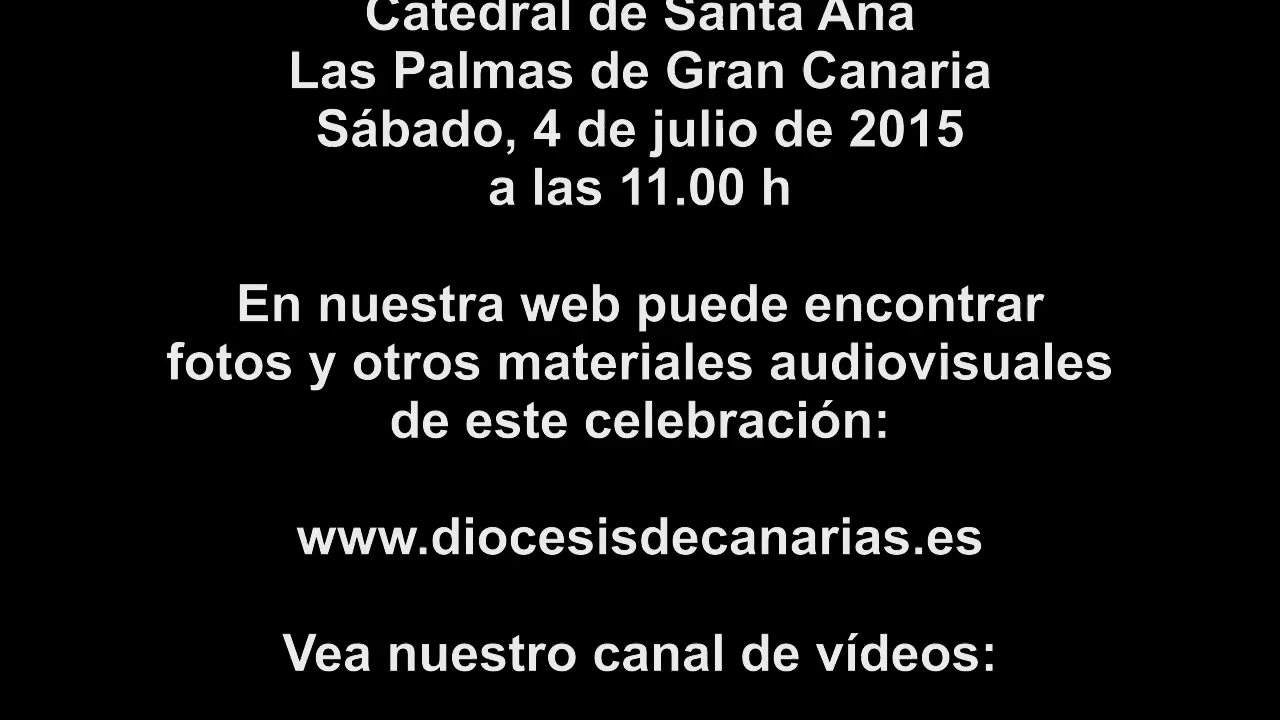 Catedral de Santa Ana
Las Palmas de Gran Canaria
Sábado, 4 de julio de 2015
a las 11.00 h
En nuestra web puede encontrar
fotos y otros materiales audiovisuales
de este celebración:
www.diocesisdecanarias.es
Vea nuestro canal de vídeos: